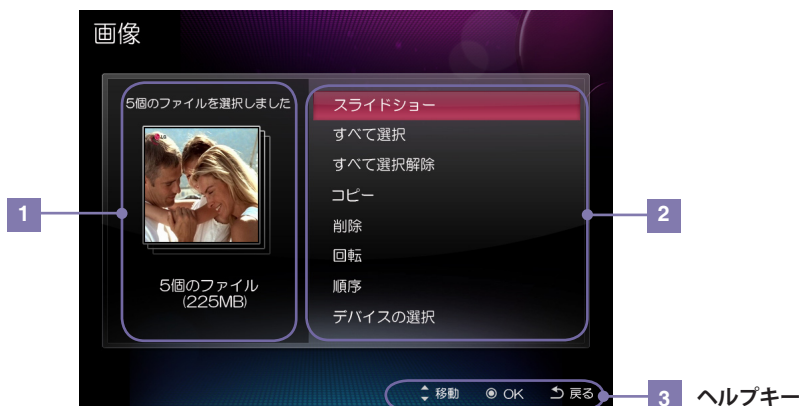 画像
5個のファイルを選択しました
5個のファイル
(225MB)
スライドショー
すべて選択
すべて選択解除
コピー
削除
回転
順序
デバイスの選択
移動 OK 戻る
1
2
3 ヘルプキー